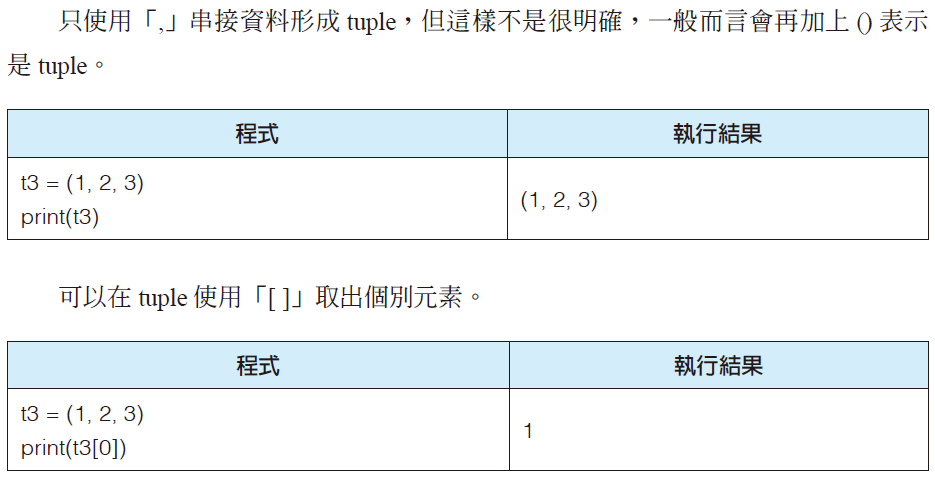 只使用「,」串接資料形成 tuple，但這樣不是很明確，一般而言會再加上 () 表示
是 tuple。
程式
執行結果
t3 = (1, 2, 3)
print(t3)
(1, 2, 3)
可以在 tuple 使用「[ ]」取出個別元素。
程式
執行結果
t3 = (1, 2, 3)
print(t3[0])
1